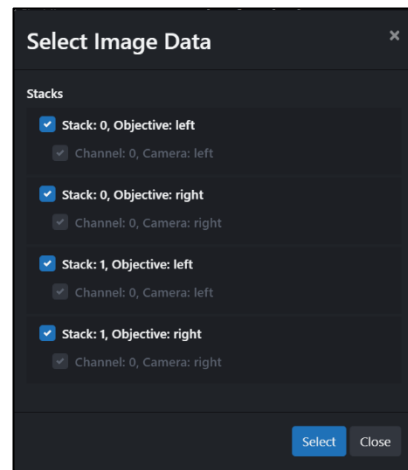 Select Image Data
×
Stacks
Stack: 0, Objective: left
Channel: 0, Camera: left
Stack: 0, Objective: right
Channel: 0, Camera: right
Stack: 1, Objective: left
Channel: 0, Camera: left
Stack: 1, Objective: right
Channel: 0, Camera: right
Select Close